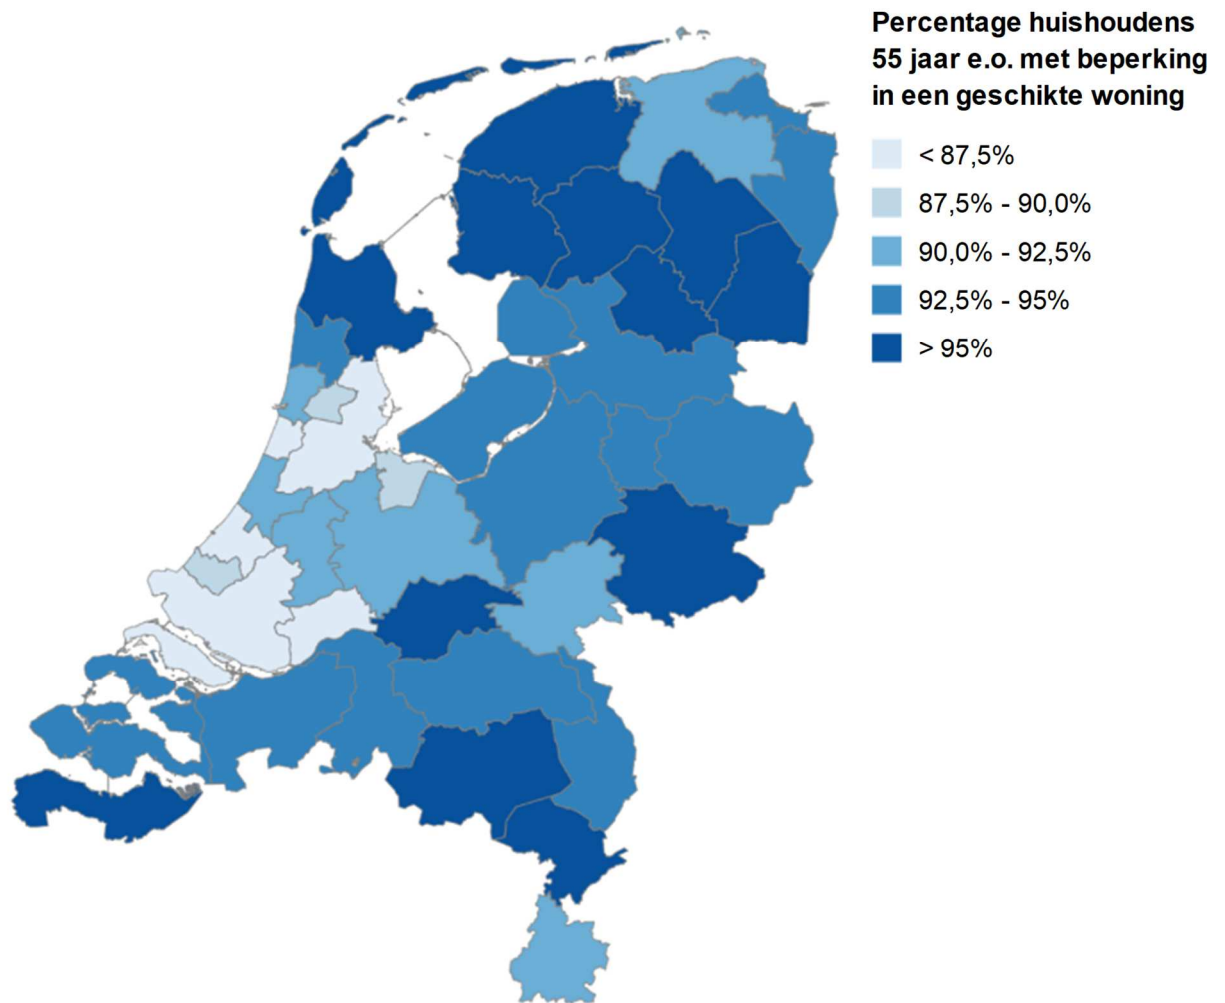 Percentage huishoudens
55 jaar e.o. met beperking
in een geschikte woning
< 87,5%
87,5% - 90,0%
90,0% - 92,5%
92,5% - 95%
> 95%